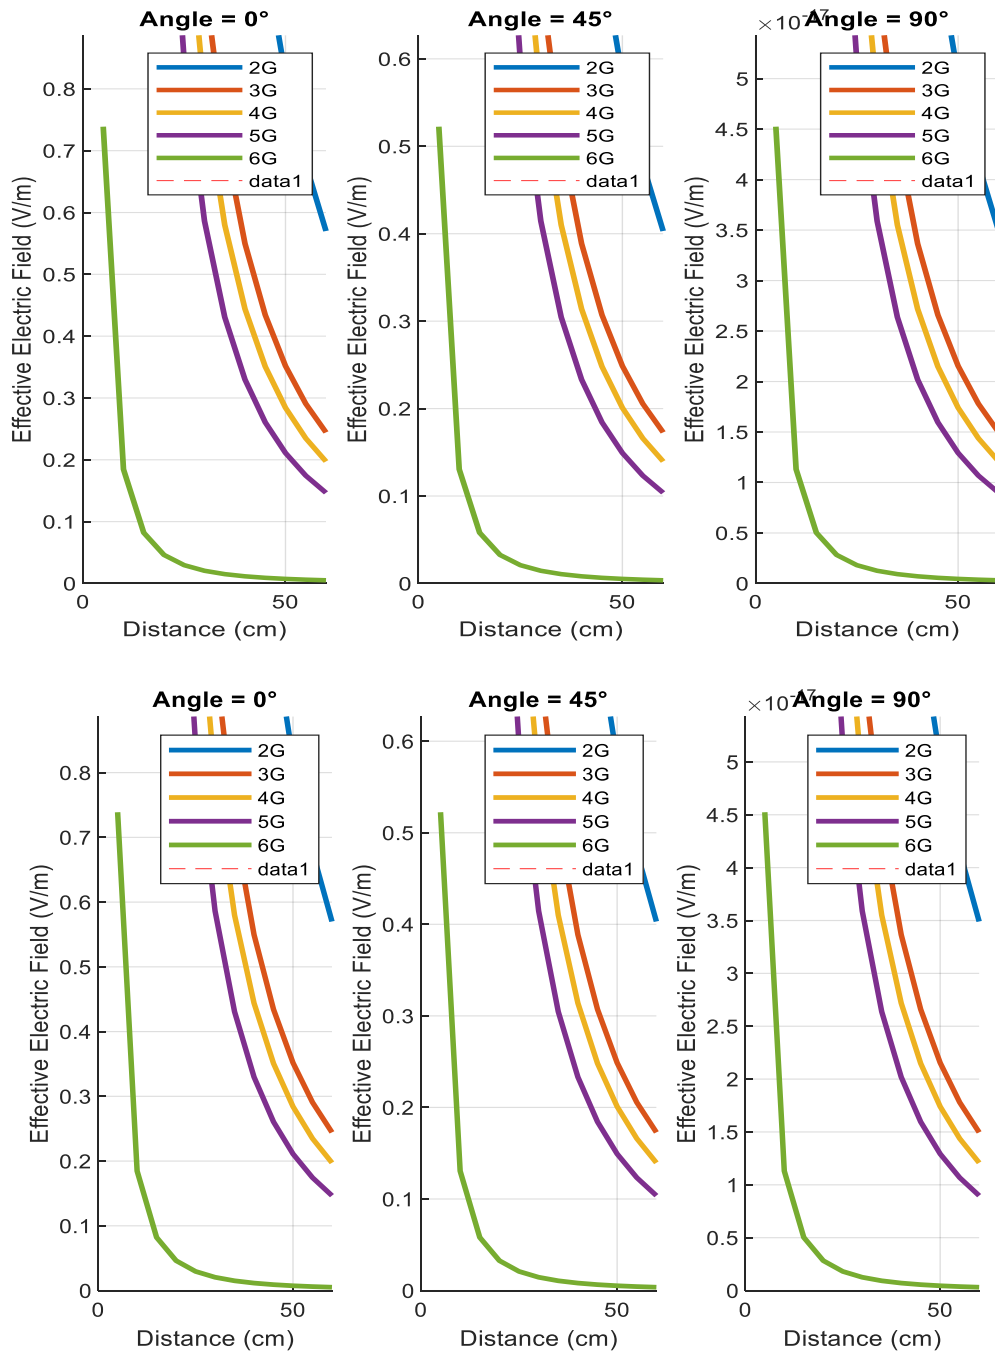 Angle = 0°
0.8
0.7
0.6
0.5
0.4
0.3
0.2
0.1
0
Effective Electric Field (V/m)
2G
3G
4G
5G
6G
data1
0
50
Distance (cm)
Angle = 45°
0.6
0.5
0.4
0.3
0.2
0.1
0
Effective Electric Field (V/m)
2G
3G
4G
5G
6G
data1
0
50
Distance (cm)
×10⁻¹⁷
Angle = 90°
5
4.5
4
3.5
3
2.5
2
1.5
1
0.5
0
Effective Electric Field (V/m)
2G
3G
4G
5G
6G
data1
0
50
Distance (cm)
Angle = 0°
0.8
0.7
0.6
0.5
0.4
0.3
0.2
0.1
0
Effective Electric Field (V/m)
2G
3G
4G
5G
6G
data1
0
50
Distance (cm)
Angle = 45°
0.6
0.5
0.4
0.3
0.2
0.1
0
Effective Electric Field (V/m)
2G
3G
4G
5G
6G
data1
0
50
Distance (cm)
×10⁻¹⁷
Angle = 90°
5
4.5
4
3.5
3
2.5
2
1.5
1
0.5
0
Effective Electric Field (V/m)
2G
3G
4G
5G
6G
data1
0
50
Distance (cm)